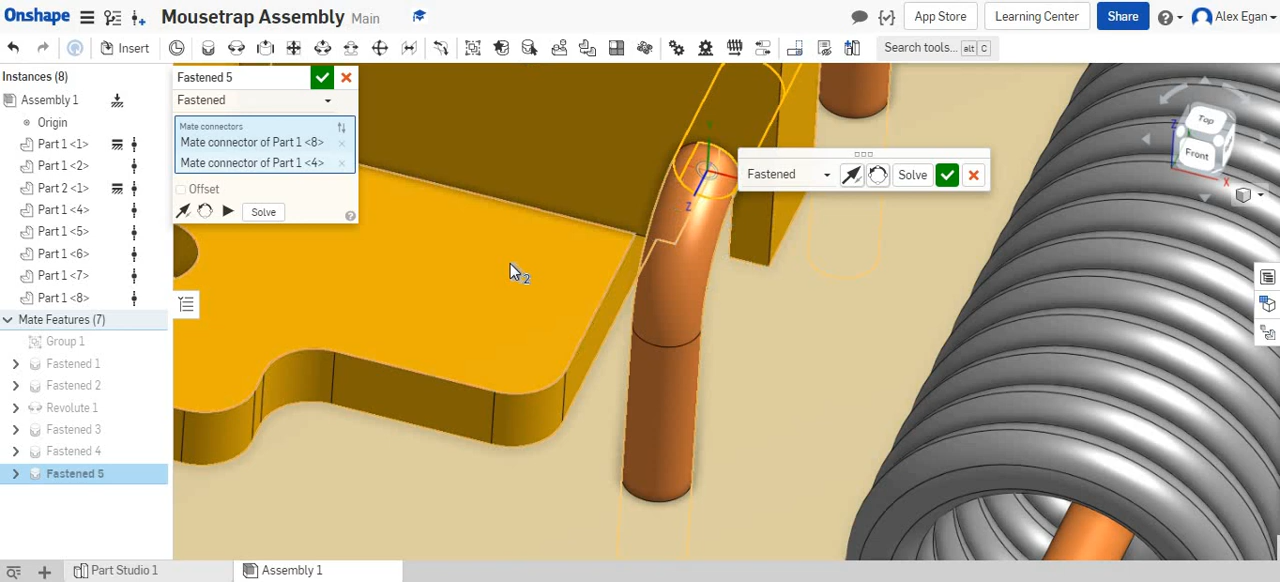 Onshape Mousetrap Assembly Main App Store Learning Center Share Alex Egan
Insert Search tools... alt C
Instances (8)
Assembly 1
Origin
Part 1 <1>
Part 1 <2>
Part 2 <1>
Part 1 <4>
Part 1 <5>
Part 1 <6>
Part 1 <7>
Part 1 <8>
Mate Features (7)
Group 1
Fastened 1
Fastened 2
Revolute 1
Fastened 3
Fastened 4
Fastened 5
Fastened 5
Fastened
Mate connectors
Mate connector of Part 1 <8>
Mate connector of Part 1 <4>
Offset
Solve
Fastened Solve
Z
2
Top
Front
Z
X
Part Studio 1 Assembly 1